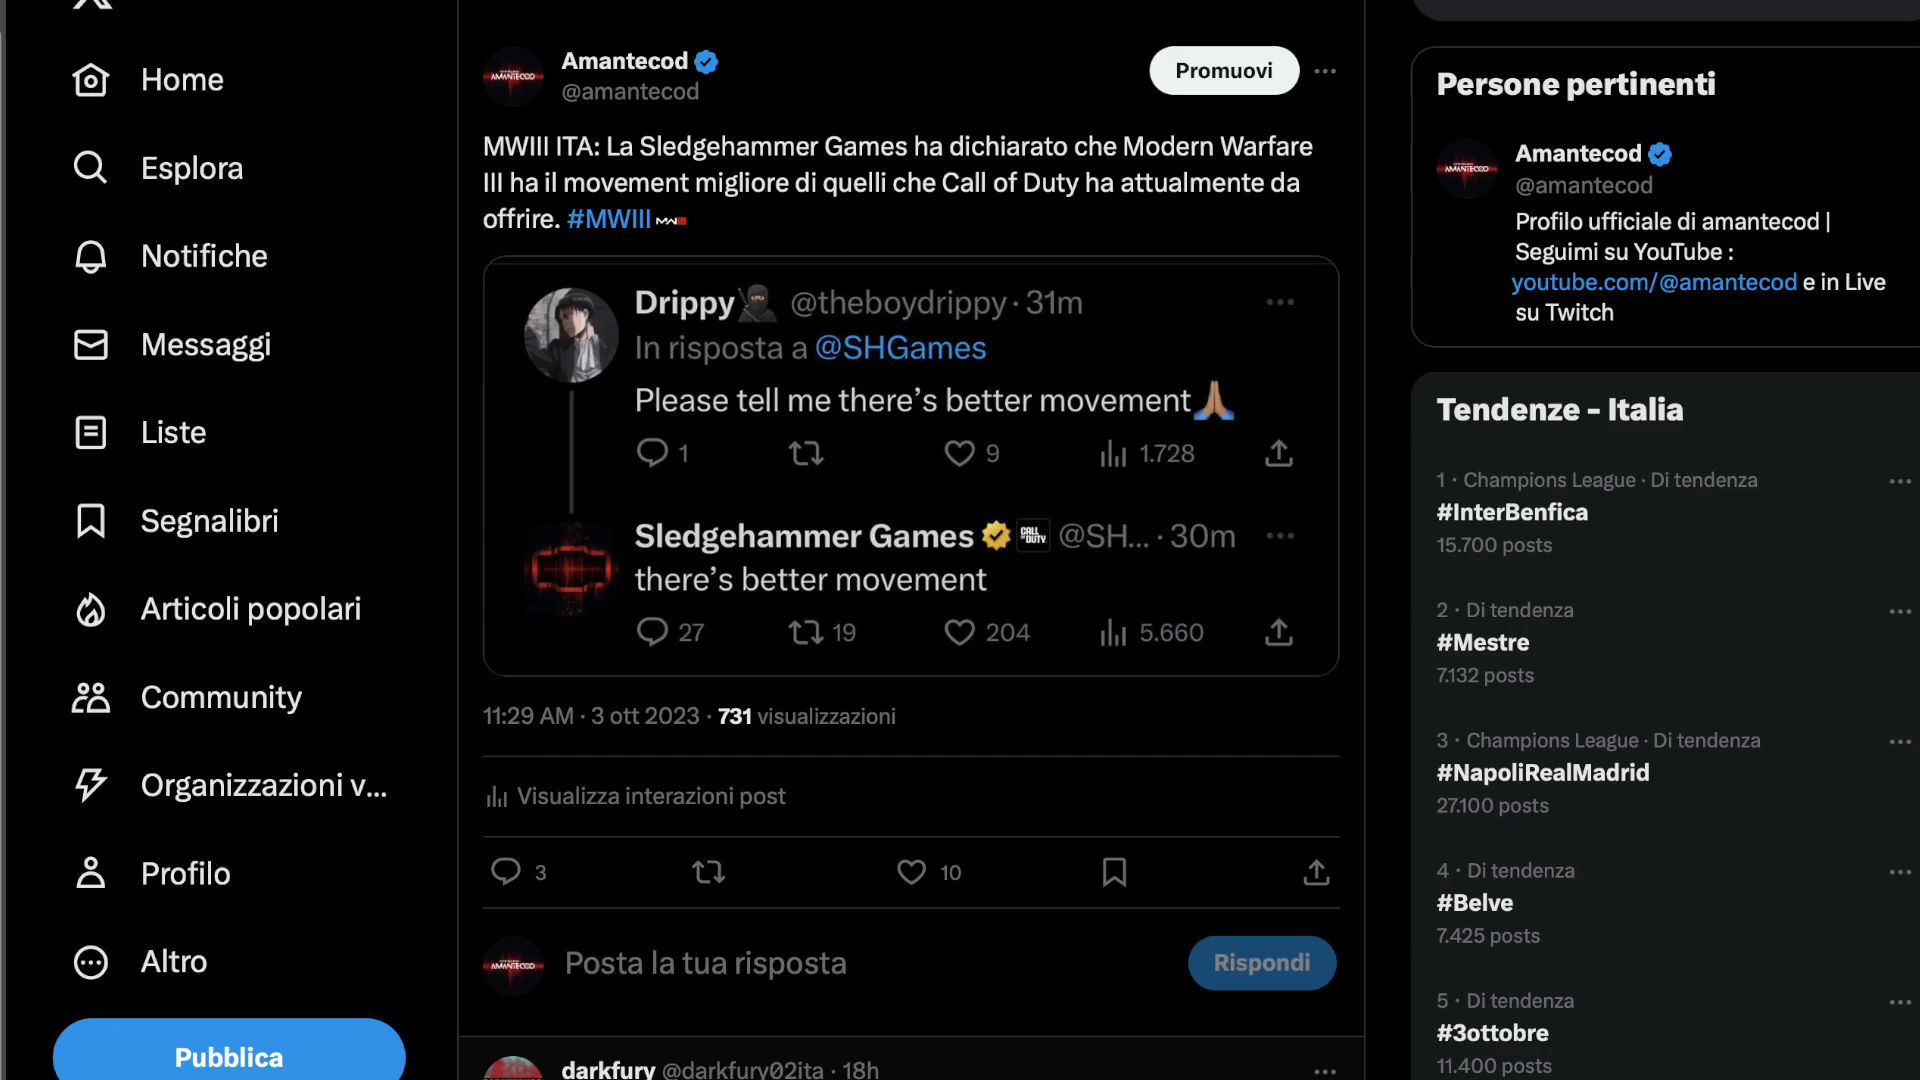 Home
Esplora
Notifiche
Messaggi
Liste
Segnalibri
Articoli popolari
Community
Organizzazioni v...
Profilo
Altro
Pubblica
AMANTECOD
Amantecod
@amantecod
Promuovi
MWIII ITA: La Sledgehammer Games ha dichiarato che Modern Warfare
III ha il movement migliore di quelli che Call of Duty ha attualmente da
offrire. #MWIII
Drippy @theboydrippy · 31m
In risposta a @SHGames
Please tell me there’s better movement
1 9 1.728
Sledgehammer Games CALL OF DUTY @SH... · 30m
there’s better movement
27 19 204 5.660
11:29 AM · 3 ott 2023 · 731 visualizzazioni
Visualizza interazioni post
3 10
AMANTECOD
Posta la tua risposta
Rispondi
darkfury @darkfury02ita · 18h
Persone pertinenti
AMANTECOD
Amantecod
@amantecod
Profilo ufficiale di amantecod |
Seguimi su YouTube :
youtube.com/@amantecod e in Live
su Twitch
Tendenze - Italia
1 · Champions League · Di tendenza
#InterBenfica
15.700 posts
2 · Di tendenza
#Mestre
7.132 posts
3 · Champions League · Di tendenza
#NapoliRealMadrid
27.100 posts
4 · Di tendenza
#Belve
7.425 posts
5 · Di tendenza
#3ottobre
11.400 posts